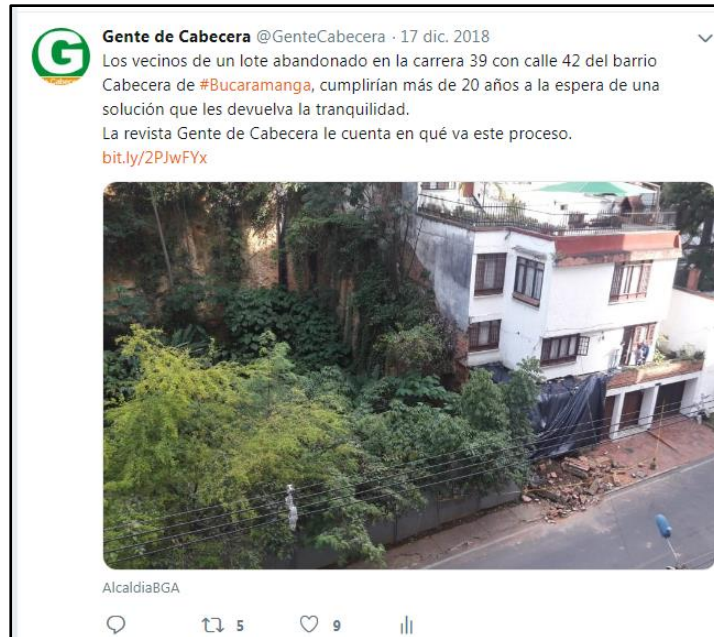 Gente de Cabecera @GenteCabecera · 17 dic. 2018
Los vecinos de un lote abandonado en la carrera 39 con calle 42 del barrio
Cabecera de #Bucaramanga, cumplirían más de 20 años a la espera de una
solución que les devuelva la tranquilidad.
La revista Gente de Cabecera le cuenta en qué va este proceso.
bit.ly/2PJwFYx
AlcaldiaBGA
5 9